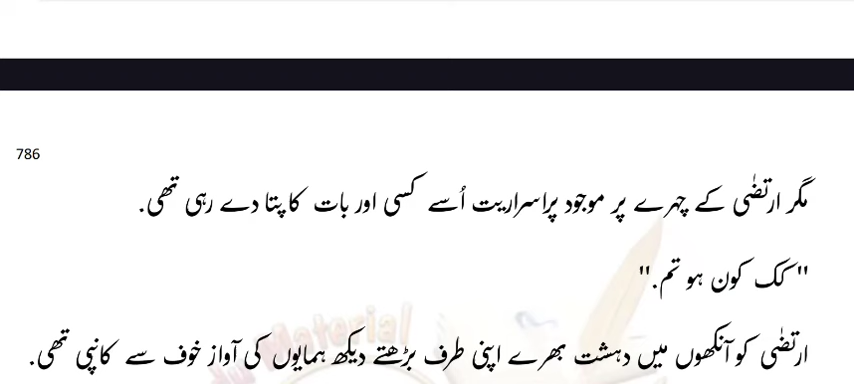 786
مگر ارتضٰی کے چہرے پر موجود پراسراریت اُسے کسی اور بات کا پتا دے رہی تھی.
"کک کون ہو تم."
ارتضٰی کو آنکھوں میں دہشت بھرے اپنی طرف بڑھتے دیکھ ہمایوں کی آواز خوف سے کانپی تھی.
Material